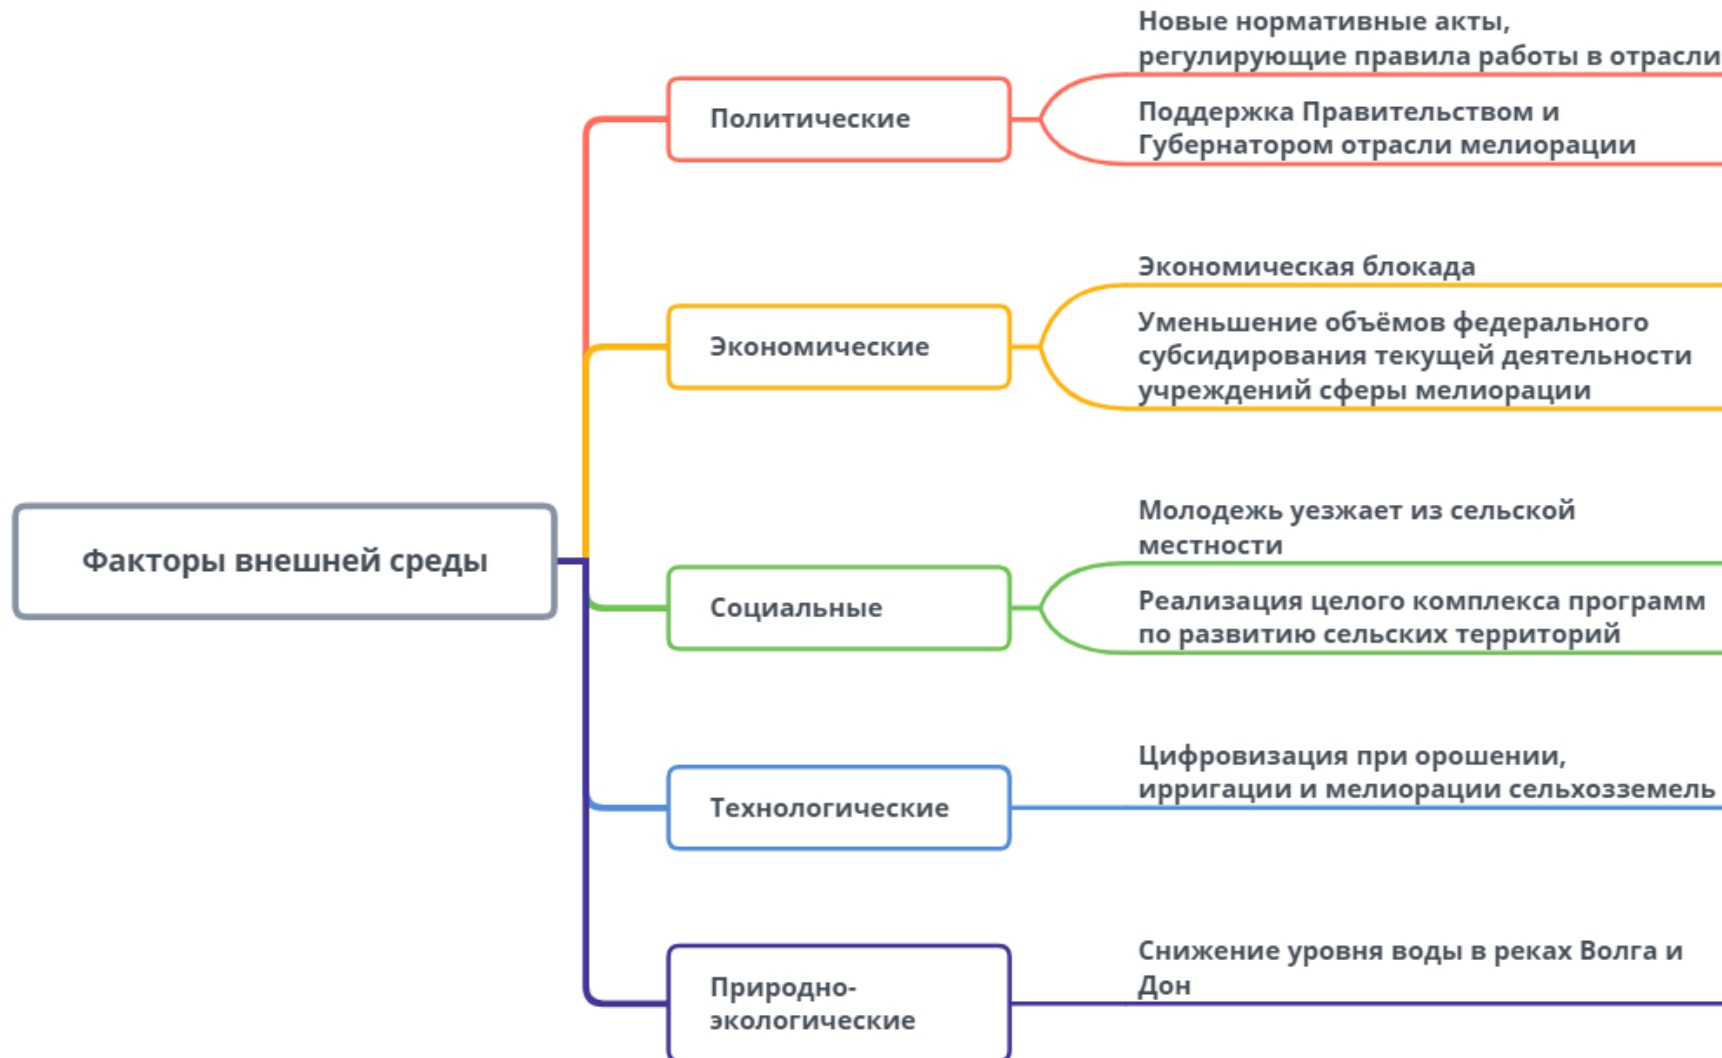 Факторы внешней среды
Политические
Новые нормативные акты,
регулирующие правила работы в отрасли
Поддержка Правительством и
Губернатором отрасли мелиорации
Экономические
Экономическая блокада
Уменьшение объёмов федерального
субсидирования текущей деятельности
учреждений сферы мелиорации
Социальные
Молодежь уезжает из сельской
местности
Реализация целого комплекса программ
по развитию сельских территорий
Технологические
Цифровизация при орошении,
ирригации и мелиорации сельхозземель
Природно-
экологические
Снижение уровня воды в реках Волга и
Дон